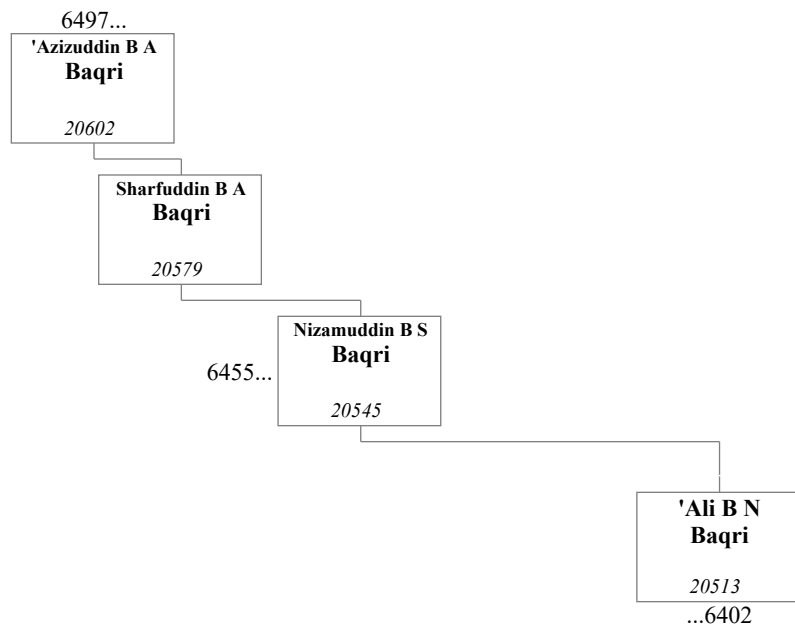 6497...
'Azizuddin B A
Baqri
20602
Sharfuddin B A
Baqri
20579
Nizamuddin B S
Baqri
6455...
20545
'Ali B N
Baqri
20513
...6402